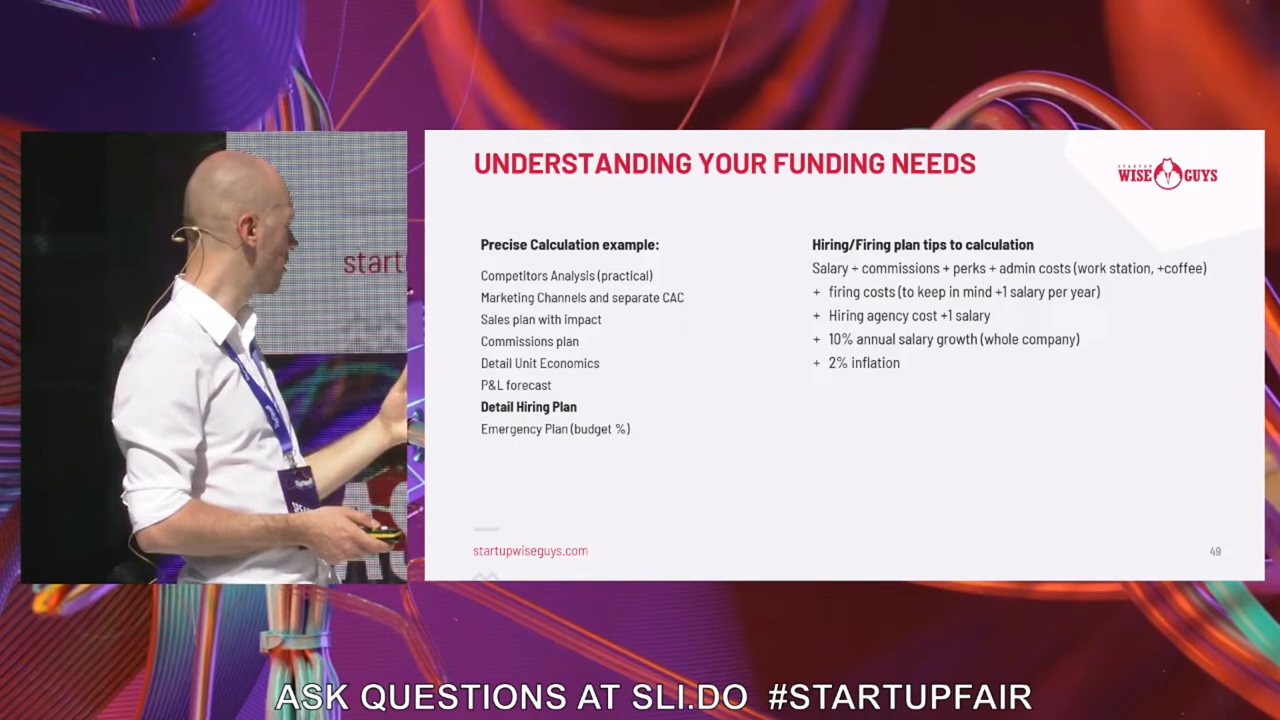 start
UNDERSTANDING YOUR FUNDING NEEDS
STARTUP
WISE GUYS
Precise Calculation example:
Competitors Analysis (practical)
Marketing Channels and separate CAC
Sales plan with impact
Commissions plan
Detail Unit Economics
P&L forecast
Detail Hiring Plan
Emergency Plan (budget %)
Hiring/Firing plan tips to calculation
Salary + commissions + perks + admin costs (work station, +coffee)
+ firing costs (to keep in mind +1 salary per year)
+ Hiring agency cost +1 salary
+ 10% annual salary growth (whole company)
+ 2% inflation
startupwiseguys.com
49
ASK QUESTIONS AT SLI.DO #STARTUPFAIR